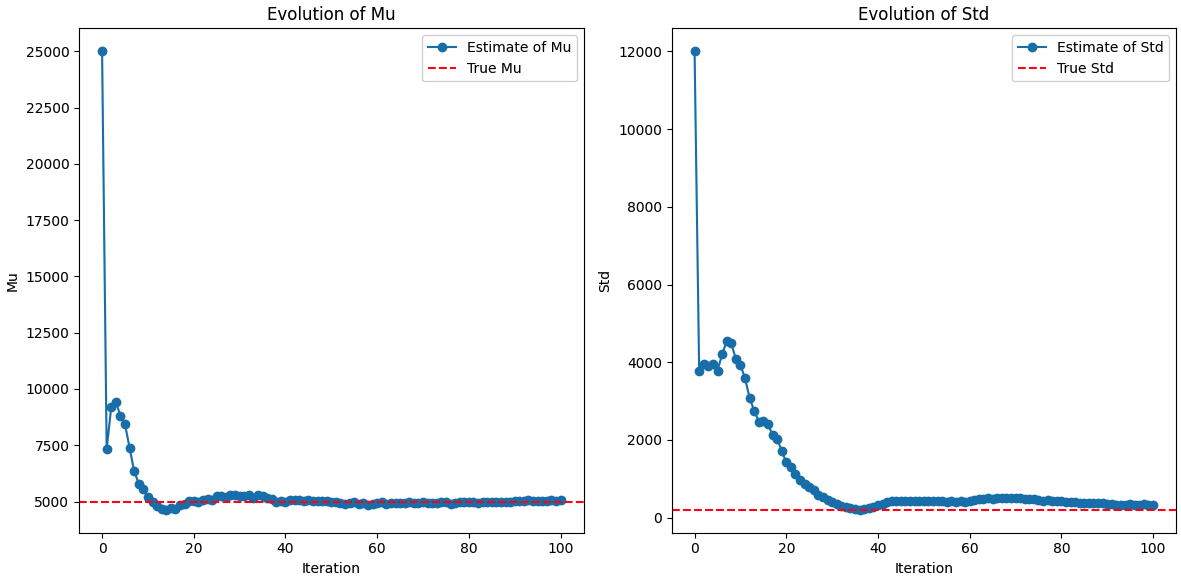 Evolution of Mu
25000
22500
20000
17500
15000
12500
10000
7500
5000
Mu
0
20
40
60
80
100
Iteration
Estimate of Mu
True Mu
Evolution of Std
12000
10000
8000
6000
4000
2000
0
Std
0
20
40
60
80
100
Iteration
Estimate of Std
True Std